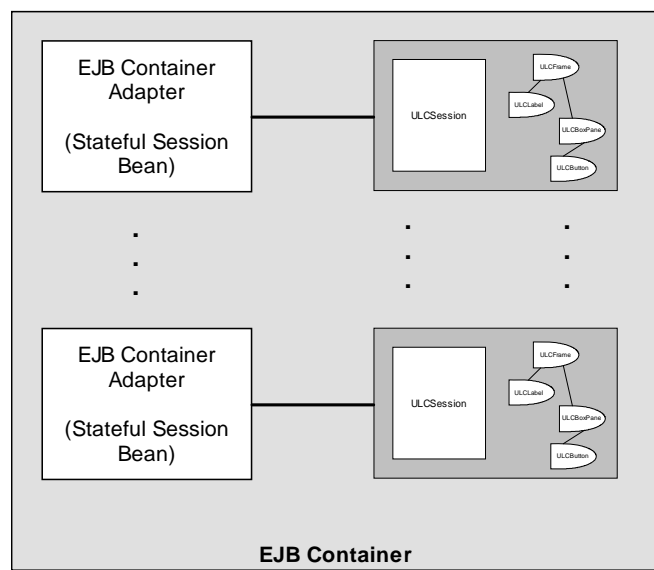 EJB Container
Adapter
(Stateful Session
Bean)
ULCSession
ULCFrame
ULCLabel
ULCBoxPane
ULCButton
EJB Container
Adapter
(Stateful Session
Bean)
ULCSession
ULCFrame
ULCLabel
ULCBoxPane
ULCButton
EJB Container